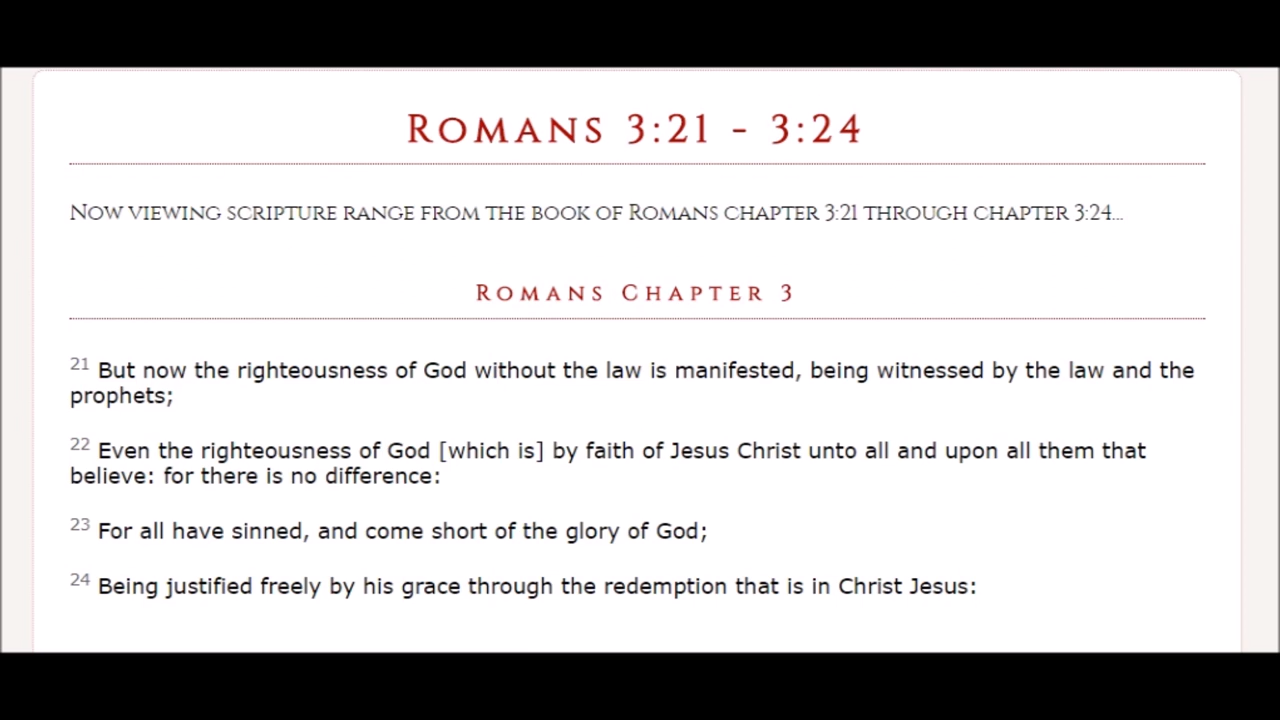 Romans 3:21 - 3:24
Now viewing scripture range from the book of Romans chapter 3:21 through chapter 3:24...
Romans Chapter 3
21 But now the righteousness of God without the law is manifested, being witnessed by the law and the
prophets;
22 Even the righteousness of God [which is] by faith of Jesus Christ unto all and upon all them that
believe: for there is no difference:
23 For all have sinned, and come short of the glory of God;
24 Being justified freely by his grace through the redemption that is in Christ Jesus: